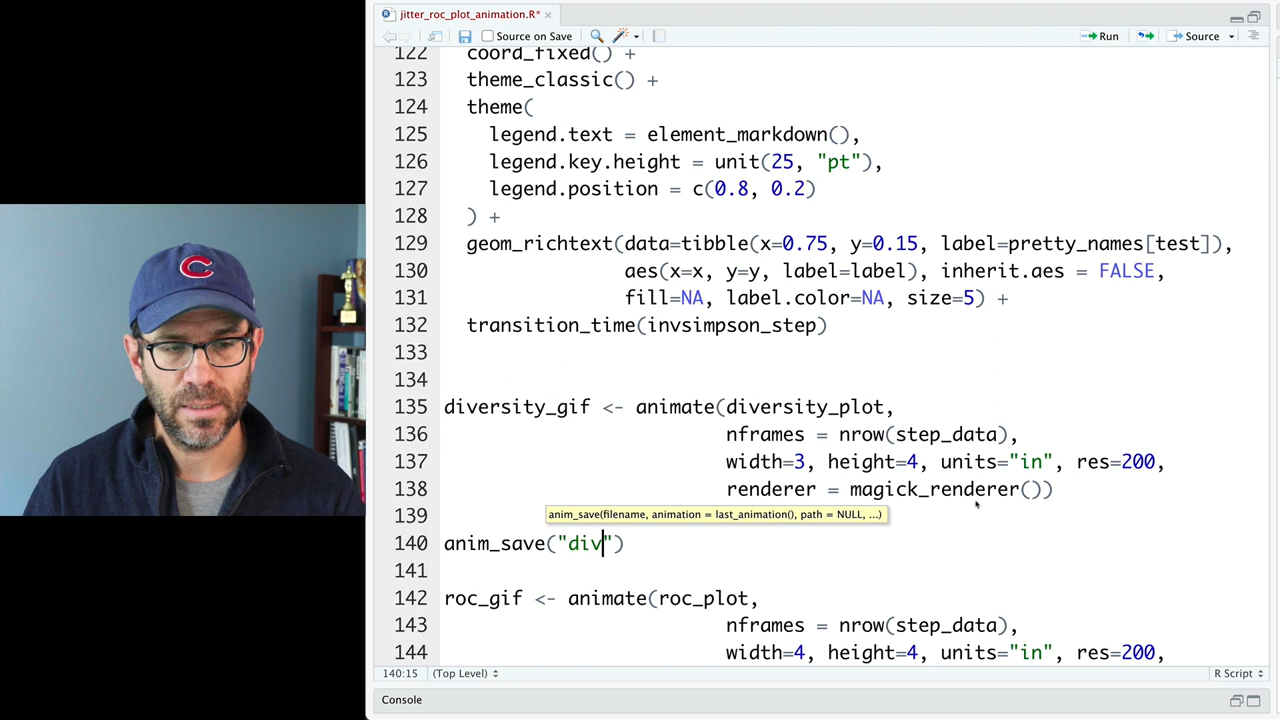 jitter_roc_plot_animation.R*
Source on Save
Run
Source
122 coord_fixed() +
123 theme_classic() +
124 theme(
125 legend.text = element_markdown(),
126 legend.key.height = unit(25, "pt"),
127 legend.position = c(0.8, 0.2)
128 ) +
129 geom_richtext(data=tibble(x=0.75, y=0.15, label=pretty_names[test]),
130 aes(x=x, y=y, label=label), inherit.aes = FALSE,
131 fill=NA, label.color=NA, size=5) +
132 transition_time(invsimpson_step)
133
134
135 diversity_gif <- animate(diversity_plot,
136 nframes = nrow(step_data),
137 width=3, height=4, units="in", res=200,
138 renderer = magick_renderer())
139
anim_save(filename, animation = last_animation(), path = NULL, ...)
140 anim_save("div")
141
142 roc_gif <- animate(roc_plot,
143 nframes = nrow(step_data),
144 width=4, height=4, units="in", res=200,
140:15 (Top Level) R Script
Console
C